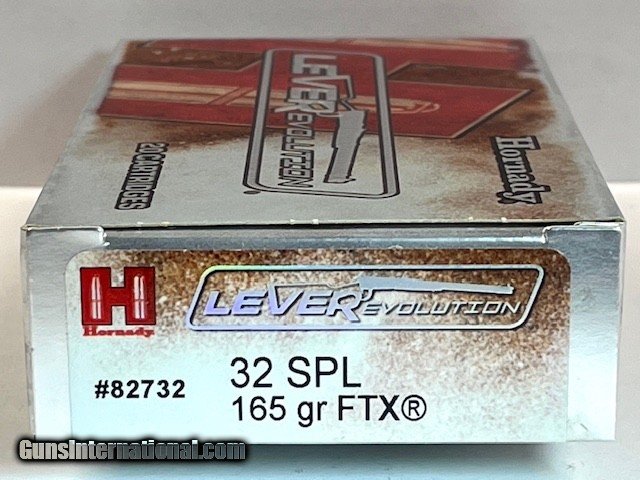 LEVEREVOLUTION
Hornady
20 CARTRIDGES
H
Hornady
LEVEREVOLUTION
#82732
32 SPL
165 gr FTX®
GunsInternational.com